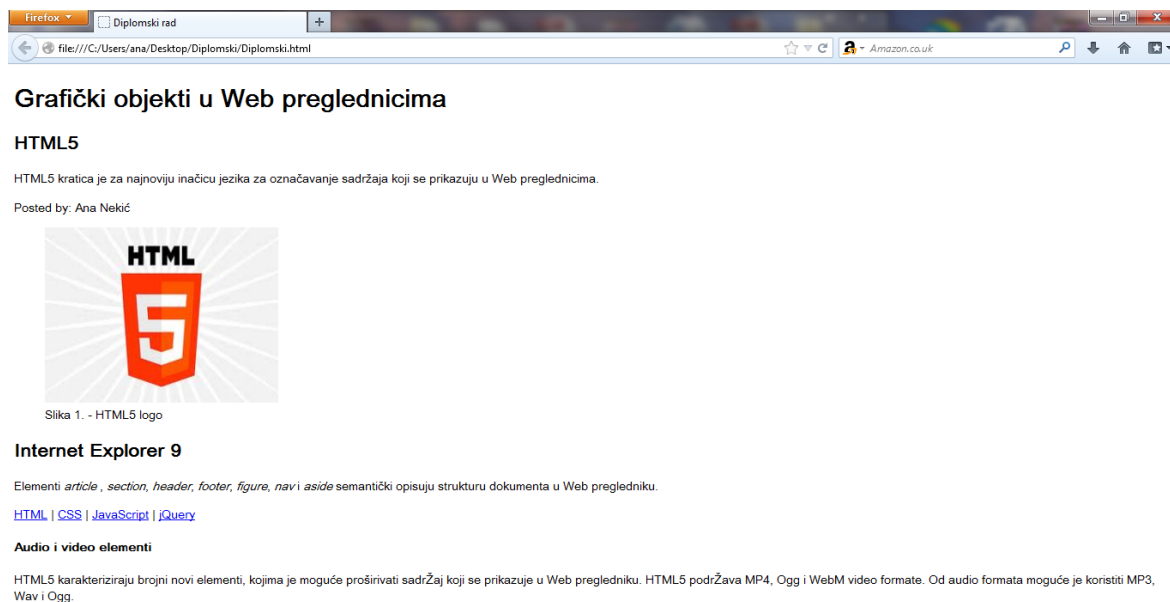 Firefox
Diplomski rad
+
file:///C:/Users/ana/Desktop/Diplomski/Diplomski.html
a Amazon.co.uk
Grafički objekti u Web preglednicima
HTML5
HTML5 kratica je za najnoviju inačicu jezika za označavanje sadržaja koji se prikazuju u Web preglednicima.
Posted by: Ana Nekić
HTML
5
Slika 1. - HTML5 logo
Internet Explorer 9
Elementi article , section, header, footer, figure, nav i aside semantički opisuju strukturu dokumenta u Web pregledniku.
HTML | CSS | JavaScript | jQuery
Audio i video elementi
HTML5 karakteriziraju brojni novi elementi, kojima je moguće proširivati sadrŽaj koji se prikazuje u Web pregledniku. HTML5 podrŽava MP4, Ogg i WebM video formate. Od audio formata moguće je koristiti MP3,
Wav i Ogg.